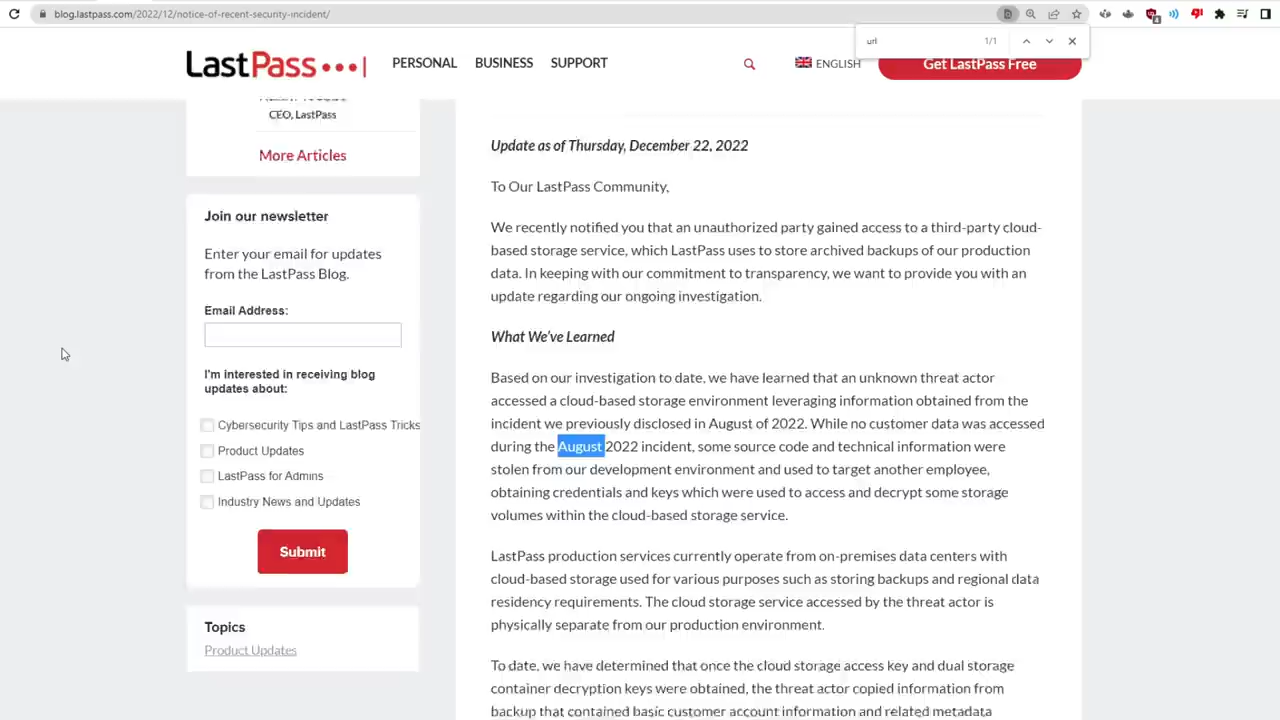 blog.lastpass.com/2022/12/notice-of-recent-security-incident/
url 1/1
LastPass
PERSONAL BUSINESS SUPPORT
ENGLISH
Get LastPass Free
CEO, LastPass
More Articles
Join our newsletter
Enter your email for updates
from the LastPass Blog.
Email Address:
I'm interested in receiving blog
updates about:
Cybersecurity Tips and LastPass Tricks
Product Updates
LastPass for Admins
Industry News and Updates
Submit
Topics
Product Updates
Update as of Thursday, December 22, 2022
To Our LastPass Community,
We recently notified you that an unauthorized party gained access to a third-party cloud-
based storage service, which LastPass uses to store archived backups of our production
data. In keeping with our commitment to transparency, we want to provide you with an
update regarding our ongoing investigation.
What We've Learned
Based on our investigation to date, we have learned that an unknown threat actor
accessed a cloud-based storage environment leveraging information obtained from the
incident we previously disclosed in August of 2022. While no customer data was accessed
during the August 2022 incident, some source code and technical information were
stolen from our development environment and used to target another employee,
obtaining credentials and keys which were used to access and decrypt some storage
volumes within the cloud-based storage service.
LastPass production services currently operate from on-premises data centers with
cloud-based storage used for various purposes such as storing backups and regional data
residency requirements. The cloud storage service accessed by the threat actor is
physically separate from our production environment.
To date, we have determined that once the cloud storage access key and dual storage
container decryption keys were obtained, the threat actor copied information from
backup that contained basic customer account information and related metadata